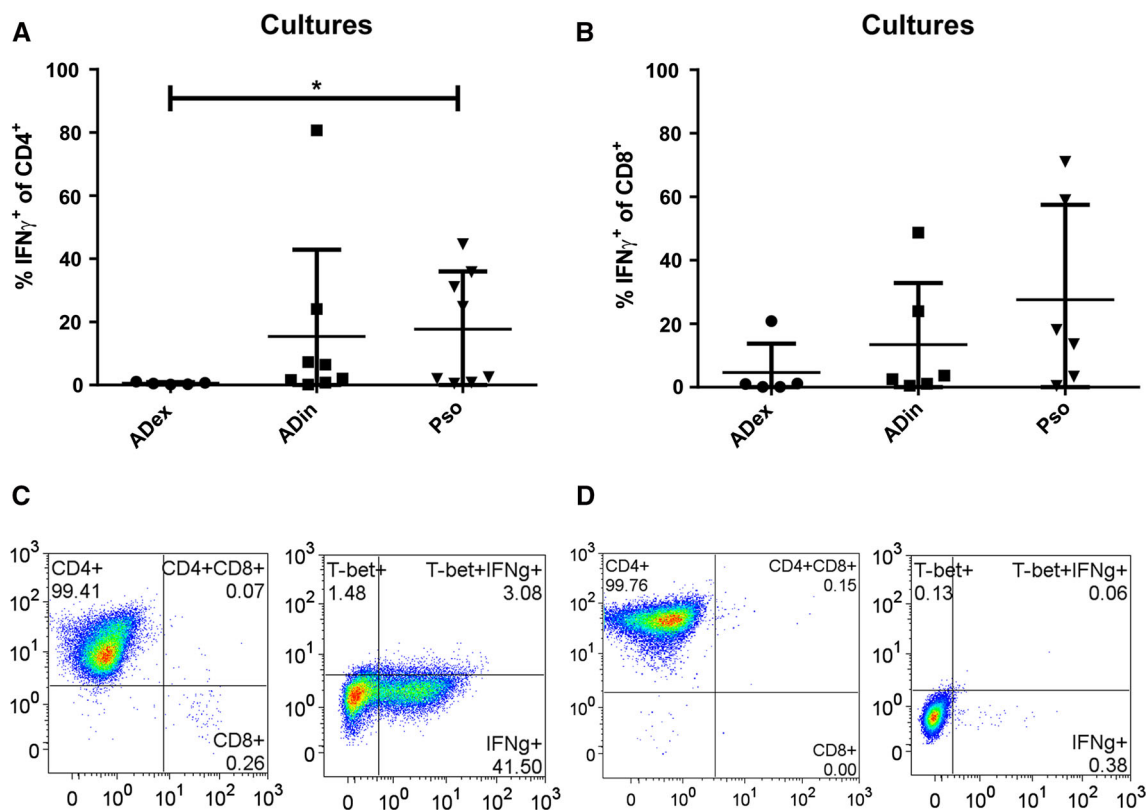 A
Cultures
% IFNγ⁺ of CD4⁺
100
80
60
40
20
0
*
ADex
ADin
Pso
B
Cultures
% IFNγ⁺ of CD8⁺
100
80
60
40
20
0
ADex
ADin
Pso
C
10³
10²
10¹
10⁰
0
CD4+
99.41
CD4+CD8+
0.07
CD8+
0.26
0 10⁰ 10¹ 10² 10³
10³
10²
10¹
10⁰
0
T-bet+
1.48
T-bet+IFNg+
3.08
IFNg+
41.50
0 10⁰ 10¹ 10² 10³
D
10³
10²
10¹
10⁰
0
CD4+
99.76
CD4+CD8+
0.15
CD8+
0.00
0 10⁰ 10¹ 10² 10³
10³
10²
10¹
10⁰
0
T-bet+
0.13
T-bet+IFNg+
0.06
IFNg+
0.38
0 10⁰ 10¹ 10² 10³